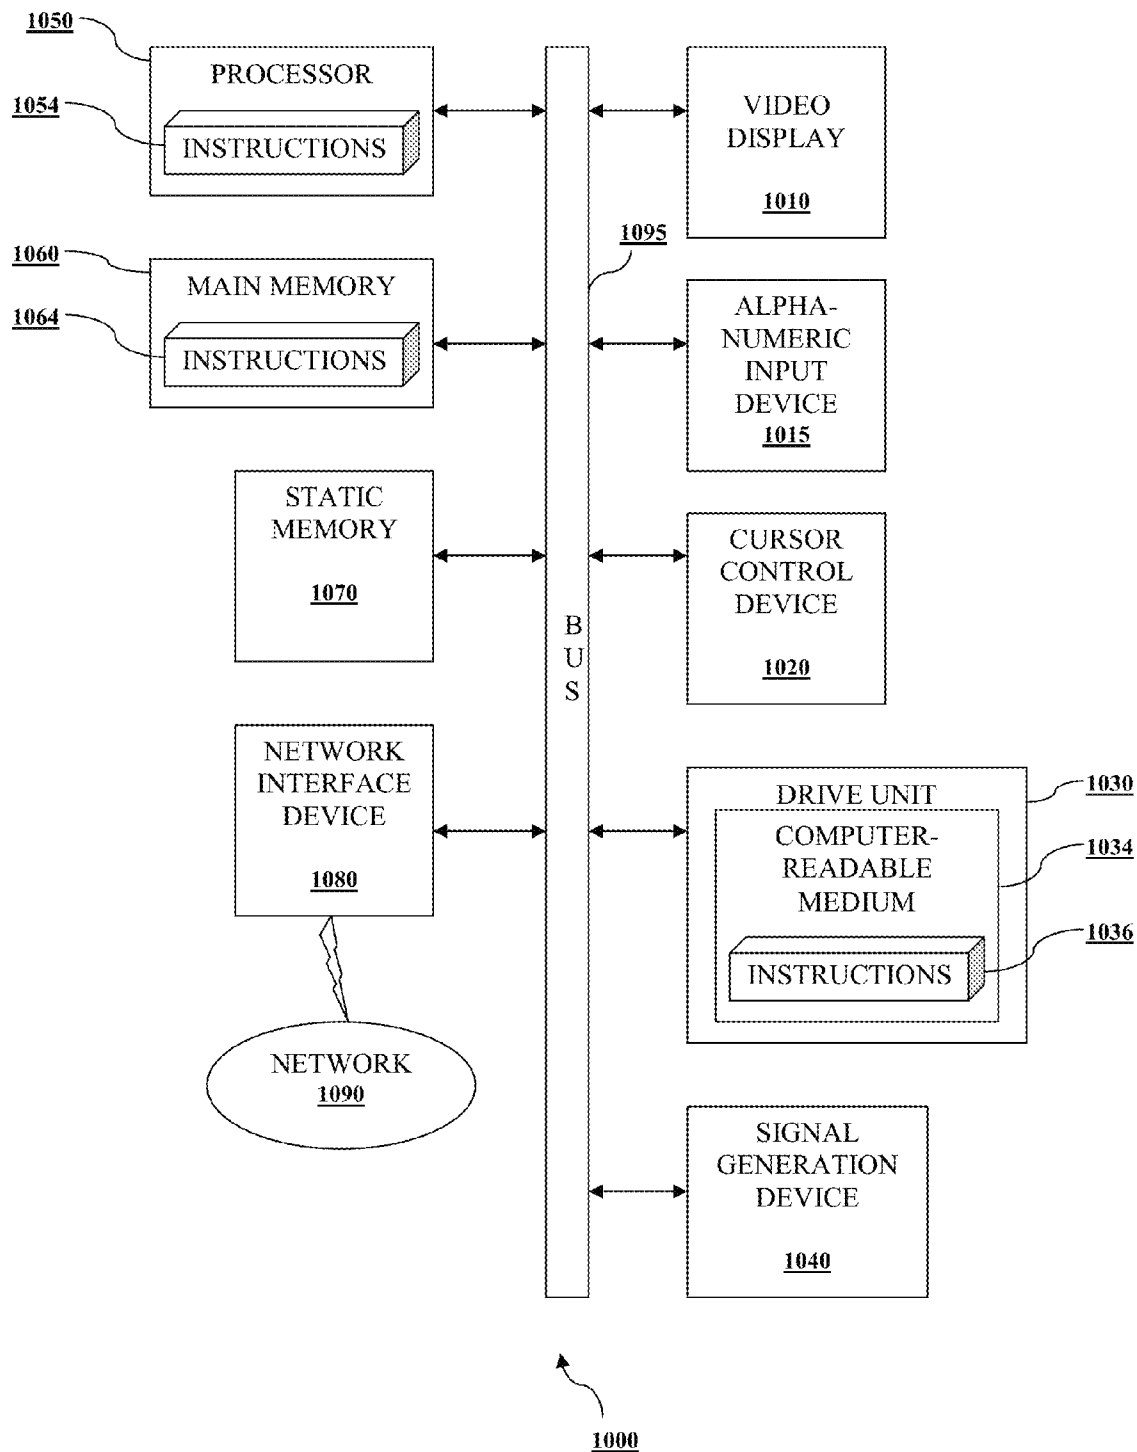 1050
PROCESSOR
1054
INSTRUCTIONS
1060
MAIN MEMORY
1064
INSTRUCTIONS
STATIC
MEMORY
1070
NETWORK
INTERFACE
DEVICE
1080
NETWORK
1090
B
U
S
1095
VIDEO
DISPLAY
1010
ALPHA-
NUMERIC
INPUT
DEVICE
1015
CURSOR
CONTROL
DEVICE
1020
DRIVE UNIT
1030
COMPUTER-
READABLE
MEDIUM
1034
INSTRUCTIONS
1036
SIGNAL
GENERATION
DEVICE
1040
1000